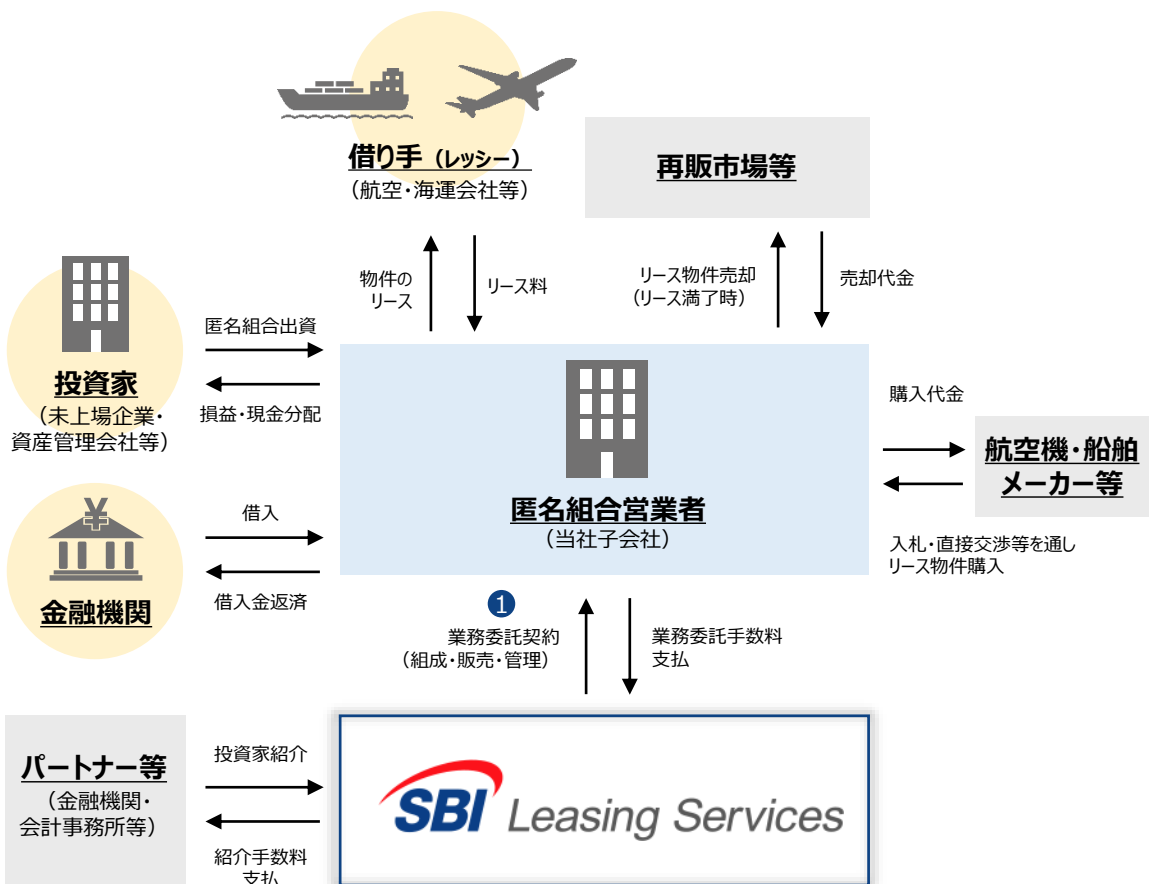 借り手（レッシー）
（航空・海運会社等）
再販市場等
物件の
リース
リース料
リース物件売却
（リース満了時）
売却代金
投資家
（未上場企業・
資産管理会社等）
匿名組合出資
損益・現金分配
匿名組合営業者
（当社子会社）
購入代金
航空機・船舶
メーカー等
入札・直接交渉等を通し
リース物件購入
¥
金融機関
借入
借入金返済
1
業務委託契約
（組成・販売・管理）
業務委託手数料
支払
パートナー等
（金融機関・
会計事務所等）
投資家紹介
紹介手数料
支払
SBI Leasing Services